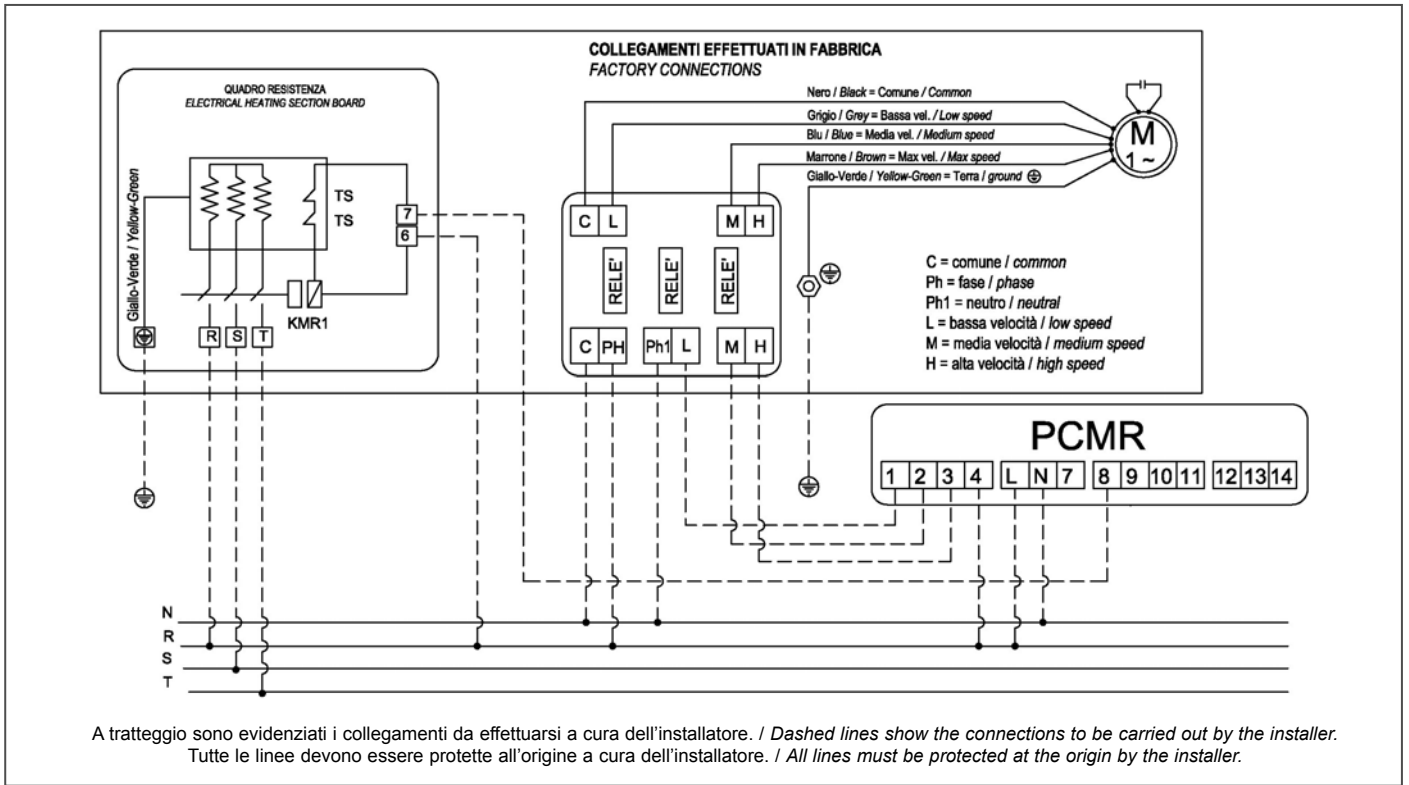 COLLEGAMENTI EFFETTUATI IN FABBRICA
FACTORY CONNECTIONS
QUADRO RESISTENZA
ELECTRICAL HEATING SECTION BOARD
Giallo-Verde / Yellow-Green
TS
TS
7
6
KMR1
R S T
Nero / Black = Comune / Common
Grigio / Grey = Bassa vel. / Low speed
Blu / Blue = Media vel. / Medium speed
Marrone / Brown = Max vel. / Max speed
Giallo-Verde / Yellow-Green = Terra / ground
M
1 ~
C L M H
RELE' RELE' RELE'
C PH Ph1 L M H
C = comune / common
Ph = fase / phase
Ph1 = neutro / neutral
L = bassa velocità / low speed
M = media velocità / medium speed
H = alta velocità / high speed
PCMR
1 2 3 4 L N 7 8 9 10 11 12 13 14
N
R
S
T
A tratteggio sono evidenziati i collegamenti da effettuarsi a cura dell'installatore. / Dashed lines show the connections to be carried out by the installer.
Tutte le linee devono essere protette all'origine a cura dell'installatore. / All lines must be protected at the origin by the installer.